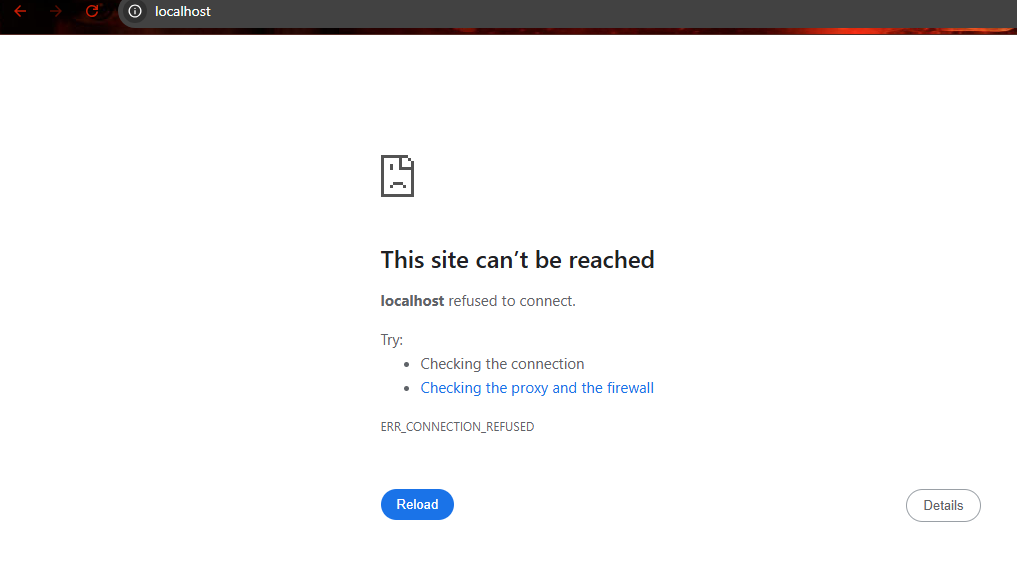 localhost
This site can’t be reached
localhost refused to connect.
Try:
Checking the connection
Checking the proxy and the firewall
ERR_CONNECTION_REFUSED
Reload
Details